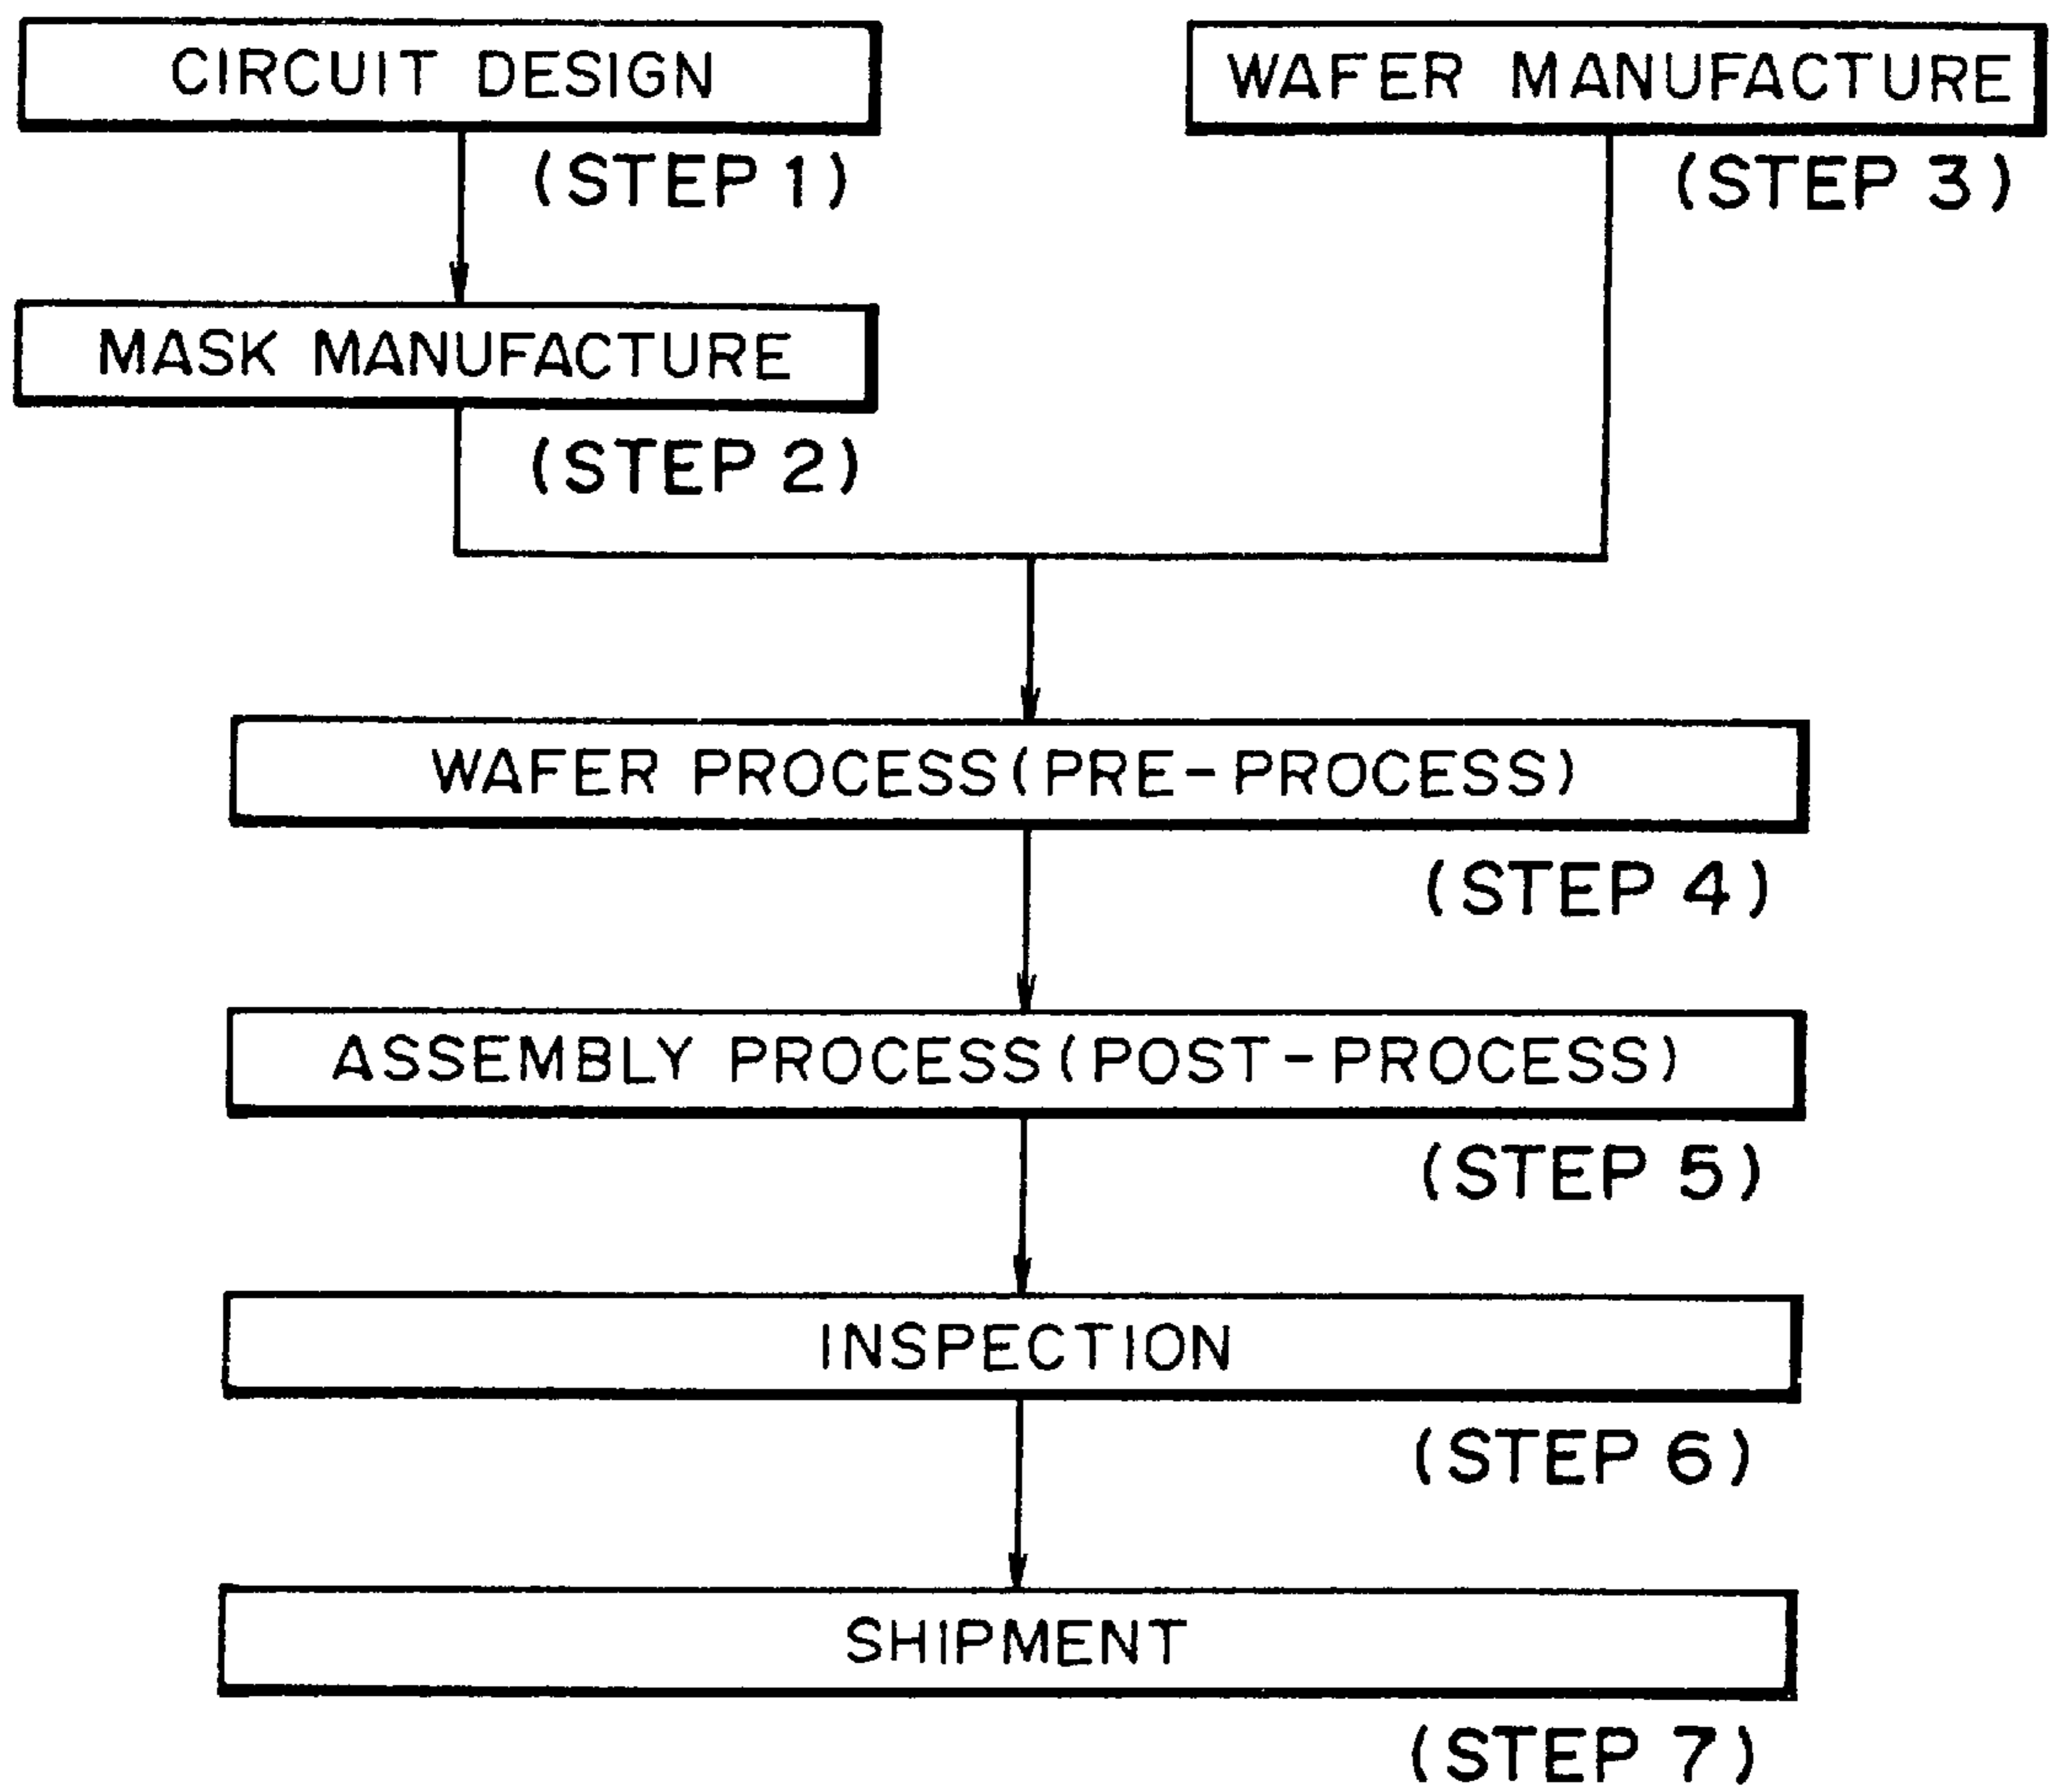 CIRCUIT DESIGN
(STEP 1)
WAFER MANUFACTURE
(STEP 3)
MASK MANUFACTURE
(STEP 2)
WAFER PROCESS(PRE-PROCESS)
(STEP 4)
ASSEMBLY PROCESS(POST-PROCESS)
(STEP 5)
INSPECTION
(STEP 6)
SHIPMENT
(STEP 7)